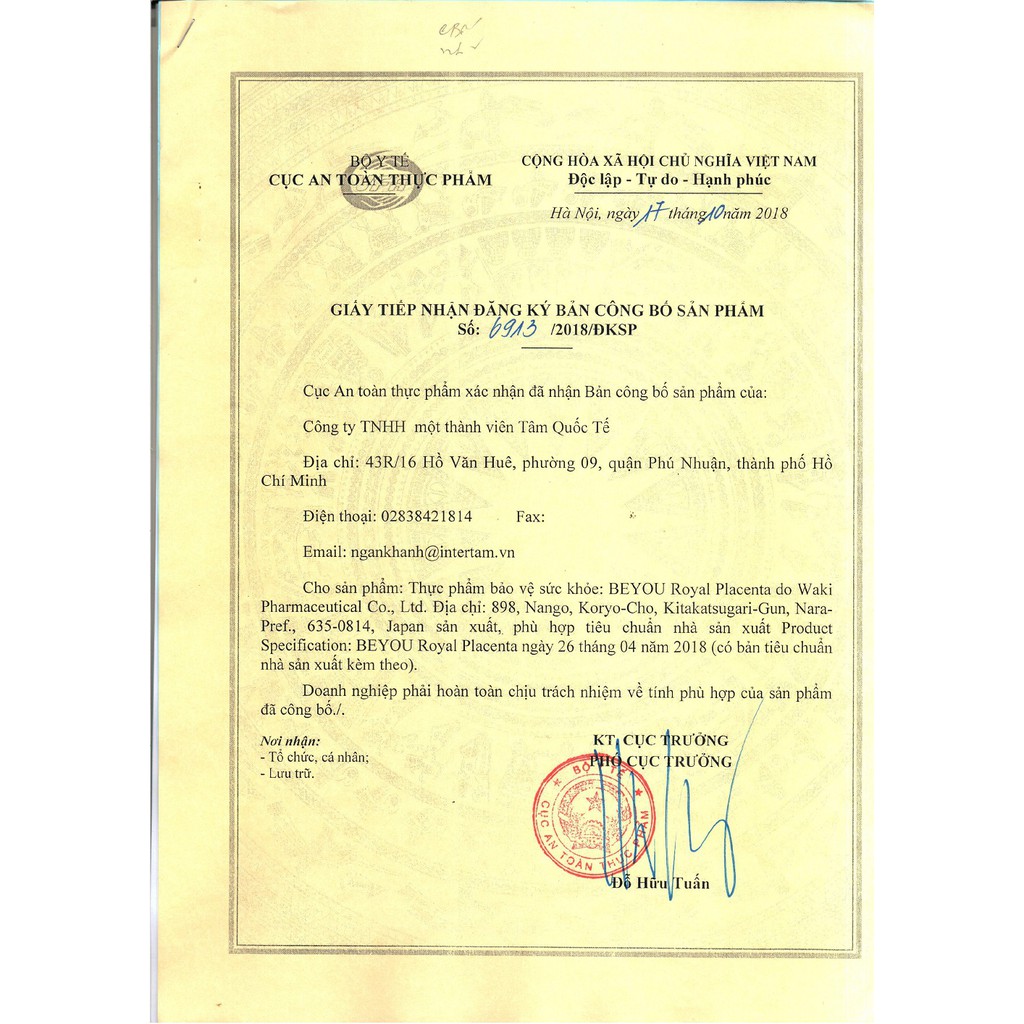 BỘ Y TẾ
CỤC AN TOÀN THỰC PHẨM
CỘNG HÒA XÃ HỘI CHỦ NGHĨA VIỆT NAM
Độc lập - Tự do - Hạnh phúc
Hà Nội, ngày 17 tháng 10 năm 2018
GIẤY TIẾP NHẬN ĐĂNG KÝ BẢN CÔNG BỐ SẢN PHẨM
Số: 6913 /2018/ĐKSP
Cục An toàn thực phẩm xác nhận đã nhận Bản công bố sản phẩm của:
Công ty TNHH một thành viên Tâm Quốc Tế
Địa chỉ: 43R/16 Hồ Văn Huê, phường 09, quận Phú Nhuận, thành phố Hồ
Chí Minh
Điện thoại: 02838421814 Fax:
Email: ngankhanh@intertam.vn
Cho sản phẩm: Thực phẩm bảo vệ sức khỏe: BEYOU Royal Placenta do Waki
Pharmaceutical Co., Ltd. Địa chỉ: 898, Nango, Koryo-Cho, Kitakatsugari-Gun, Nara-
Pref., 635-0814, Japan sản xuất, phù hợp tiêu chuẩn nhà sản xuất Product
Specification: BEYOU Royal Placenta ngày 26 tháng 04 năm 2018 (có bản tiêu chuẩn
nhà sản xuất kèm theo).
Doanh nghiệp phải hoàn toàn chịu trách nhiệm về tính phù hợp của sản phẩm
đã công bố./.
Nơi nhận:
- Tổ chức, cá nhân;
- Lưu trữ.
KT. CỤC TRƯỞNG
PHÓ CỤC TRƯỞNG
BỘ Y TẾ
CỤC AN TOÀN THỰC PHẨM
Đỗ Hữu Tuấn